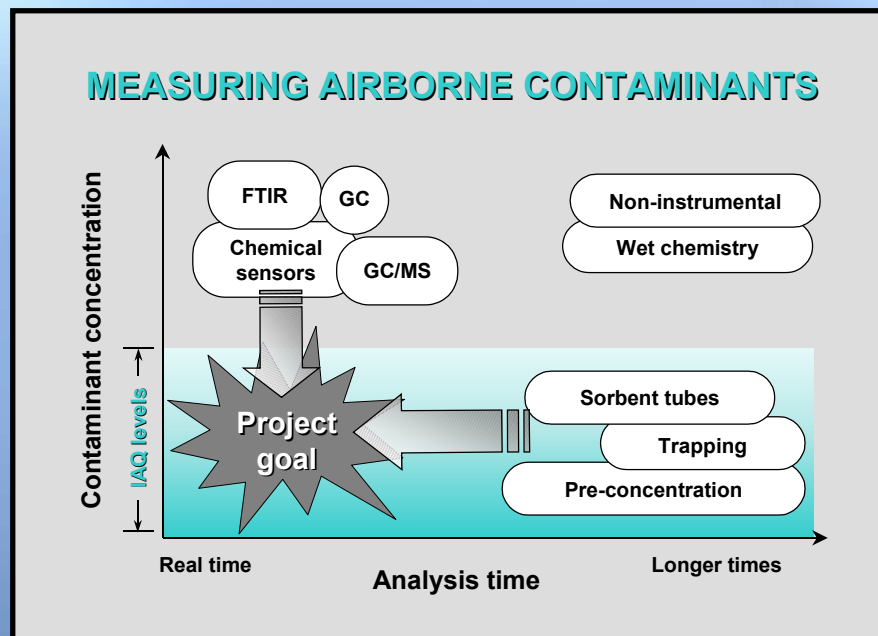 MEASURING AIRBORNE CONTAMINANTS
Contaminant concentration
IAQ levels
FTIR
GC
Chemical
sensors
GC/MS
Non-instrumental
Wet chemistry
Project
goal
Sorbent tubes
Trapping
Pre-concentration
Real time
Analysis time
Longer times